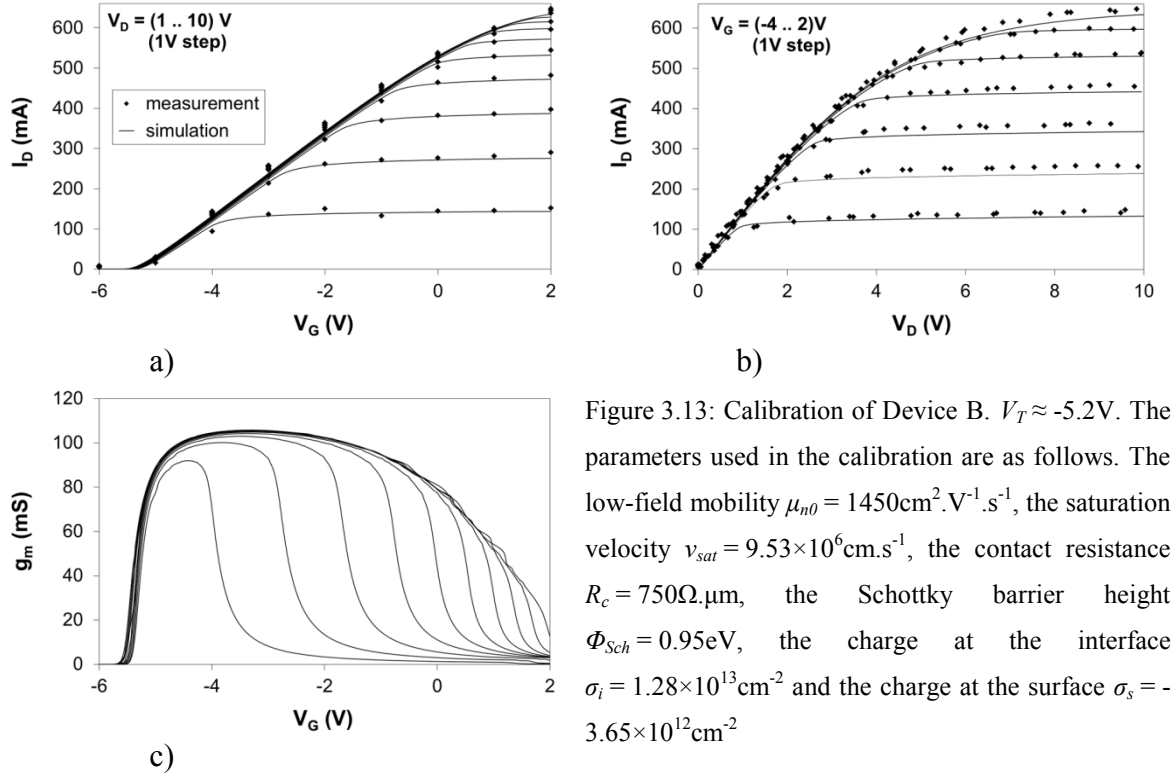 V_D = (1 .. 10) V
(1V step)
measurement
simulation
I_D (mA)
600
500
400
300
200
100
0
-6 -4 -2 0 2
V_G (V)
a)
V_G = (-4 .. 2)V
(1V step)
I_D (mA)
600
500
400
300
200
100
0
0 2 4 6 8 10
V_D (V)
b)
g_m (mS)
120
100
80
60
40
20
0
-6 -4 -2 0 2
V_G (V)
c)
Figure 3.13: Calibration of Device B. V_T ≈ -5.2V. The
parameters used in the calibration are as follows. The
low-field mobility μ_n0 = 1450cm².V⁻¹.s⁻¹, the saturation
velocity v_sat = 9.53×10⁶cm.s⁻¹, the contact resistance
R_c = 750Ω.μm, the Schottky barrier height
Φ_Sch = 0.95eV, the charge at the interface
σ_i = 1.28×10¹³cm⁻² and the charge at the surface σ_s = -
3.65×10¹²cm⁻²